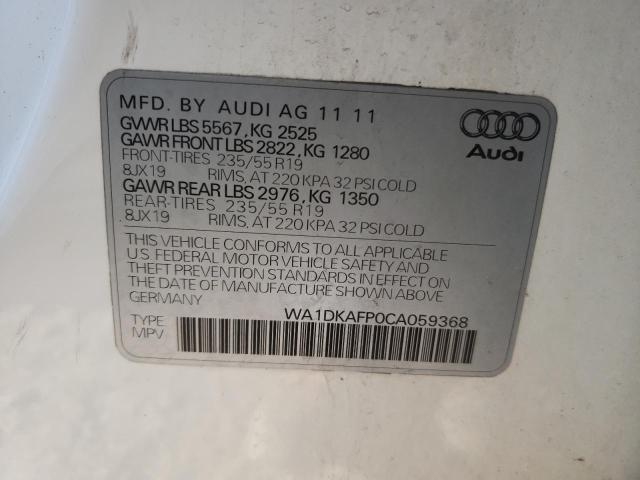 MFD. BY AUDI AG 11 11
GVWR LBS 5567, KG 2525
GAWR FRONT LBS 2822, KG 1280
FRONT-TIRES 235/55 R19
8JX19 RIMS, AT 220 KPA 32 PSI COLD
GAWR REAR LBS 2976, KG 1350
REAR-TIRES 235/55 R19
8JX19 RIMS, AT 220 KPA 32 PSI COLD
THIS VEHICLE CONFORMS TO ALL APPLICABLE
U.S. FEDERAL MOTOR VEHICLE SAFETY AND
THEFT PREVENTION STANDARDS IN EFFECT ON
THE DATE OF MANUFACTURE SHOWN ABOVE
GERMANY
WA1DKAFP0CA059368
TYPE
MPV
Audi